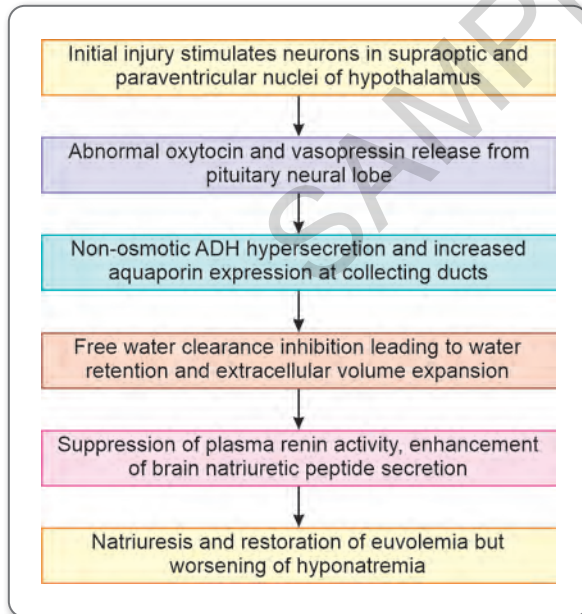 Initial injury stimulates neurons in supraoptic and
paraventricular nuclei of hypothalamus
Abnormal oxytocin and vasopressin release from
pituitary neural lobe
Non-osmotic ADH hypersecretion and increased
aquaporin expression at collecting ducts
Free water clearance inhibition leading to water
retention and extracellular volume expansion
Suppression of plasma renin activity, enhancement
of brain natriuretic peptide secretion
Natriuresis and restoration of euvolemia but
worsening of hyponatremia
SAMP